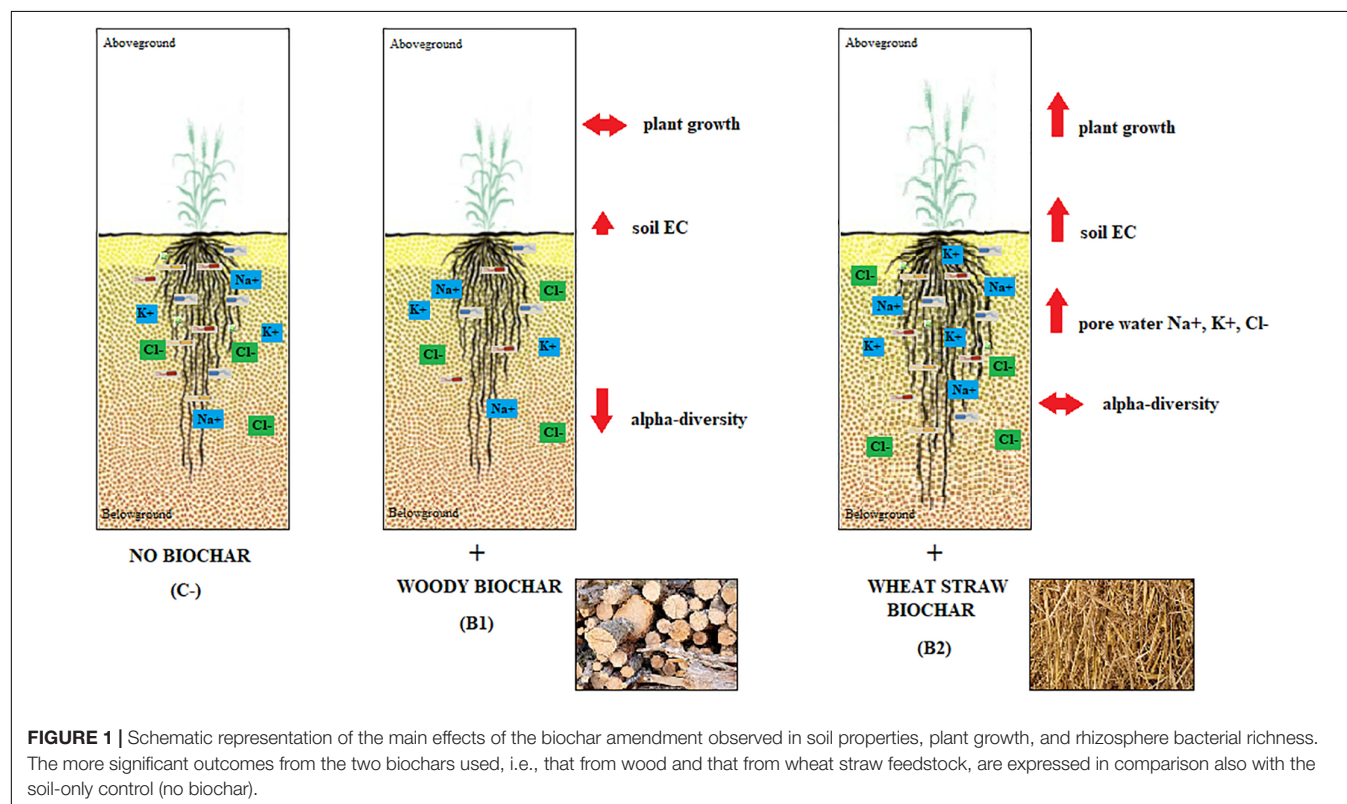 Aboveground
Na+
K+
K+
Cl-
Cl-
Na+
Cl-
Belowground
NO BIOCHAR
(C-)
Aboveground
Na+
Cl-
K+
K+
Cl-
Na+
Cl-
Belowground
+
WOODY BIOCHAR
(B1)
plant growth
soil EC
alpha-diversity
Aboveground
K+
Cl-
Na+
Na+
K+
K+
Cl-
Na+
Cl-
Cl-
Belowground
+
WHEAT STRAW
BIOCHAR
(B2)
plant growth
soil EC
pore water Na+, K+, Cl-
alpha-diversity
FIGURE 1 | Schematic representation of the main effects of the biochar amendment observed in soil properties, plant growth, and rhizosphere bacterial richness.
The more significant outcomes from the two biochars used, i.e., that from wood and that from wheat straw feedstock, are expressed in comparison also with the
soil-only control (no biochar).